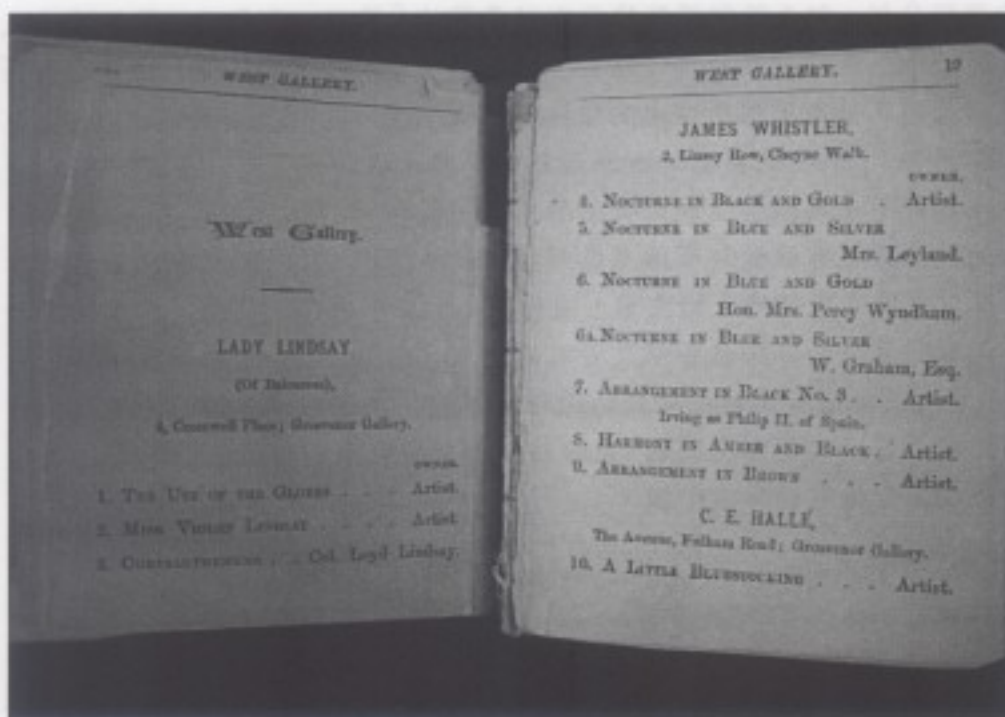 WEST GALLERY.
West Gallery.
LADY LINDSAY
(Of Balcarres),
4, Cromwell Place; Grosvenor Gallery.
OWNER.
1. THE USE OF THE GLOBES . . . Artist.
2. MISS VIOLET LINDSAY . . . . Artist
3. . . Col. Loyd Lindsay.
WEST GALLERY. 19
JAMES WHISTLER,
2, Lindsey Row, Cheyne Walk.
OWNER.
4. NOCTURNE IN BLACK AND GOLD . Artist.
5. NOCTURNE IN BLUE AND SILVER
Mrs. Leyland.
6. NOCTURNE IN BLUE AND GOLD
Hon. Mrs. Percy Wyndham.
6A. NOCTURNE IN BLUE AND SILVER
W. Graham, Esq.
7. ARRANGEMENT IN BLACK NO. 3 . . Artist.
Irving as Philip II. of Spain.
8. HARMONY IN AMBER AND BLACK . Artist.
9. ARRANGEMENT IN BROWN . . . Artist.
C. E. HALLÉ,
The Avenue, Fulham Road; Grosvenor Gallery.
10. A LITTLE BLUESTOCKING . . . Artist.